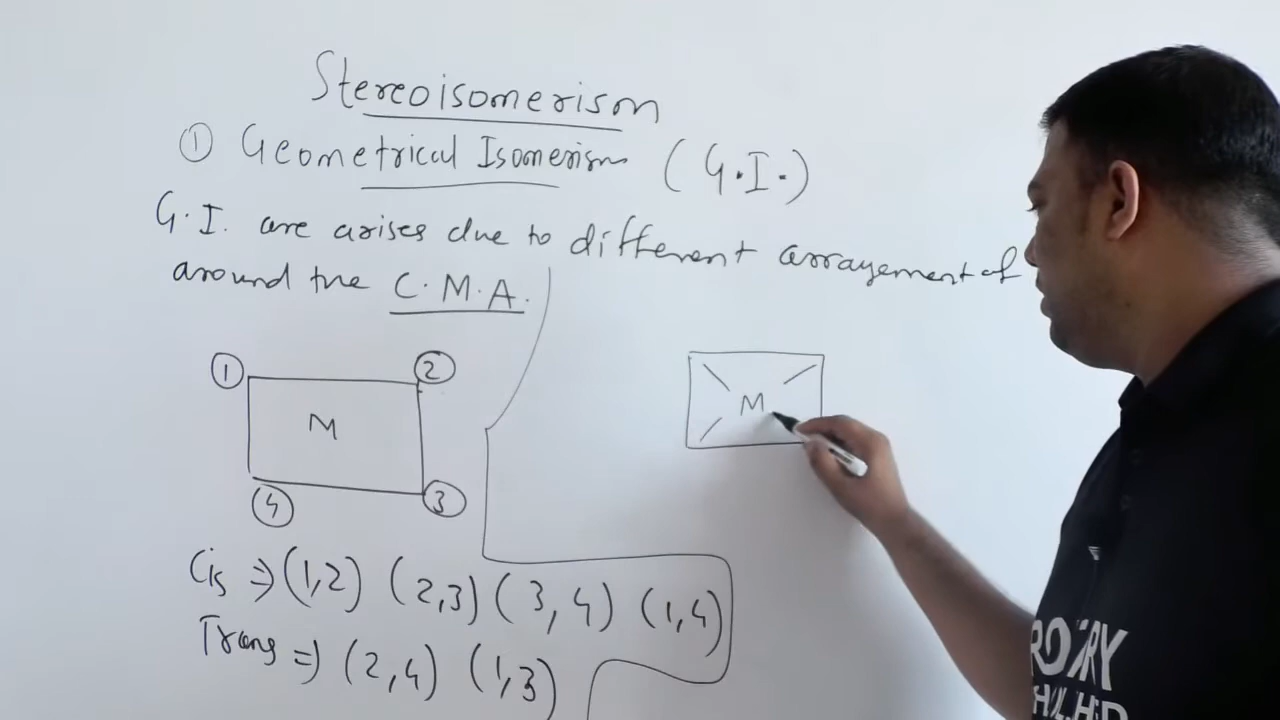 Stereoisomerism
① Geometrical Isomerism (G.I.)
G.I. are arises due to different arrayement of
around the C.M.A.
① ②
M
④ ③
M
Cis ⇒ (1,2) (2,3) (3,4) (1,4)
Trans ⇒ (2,4) (1,3)